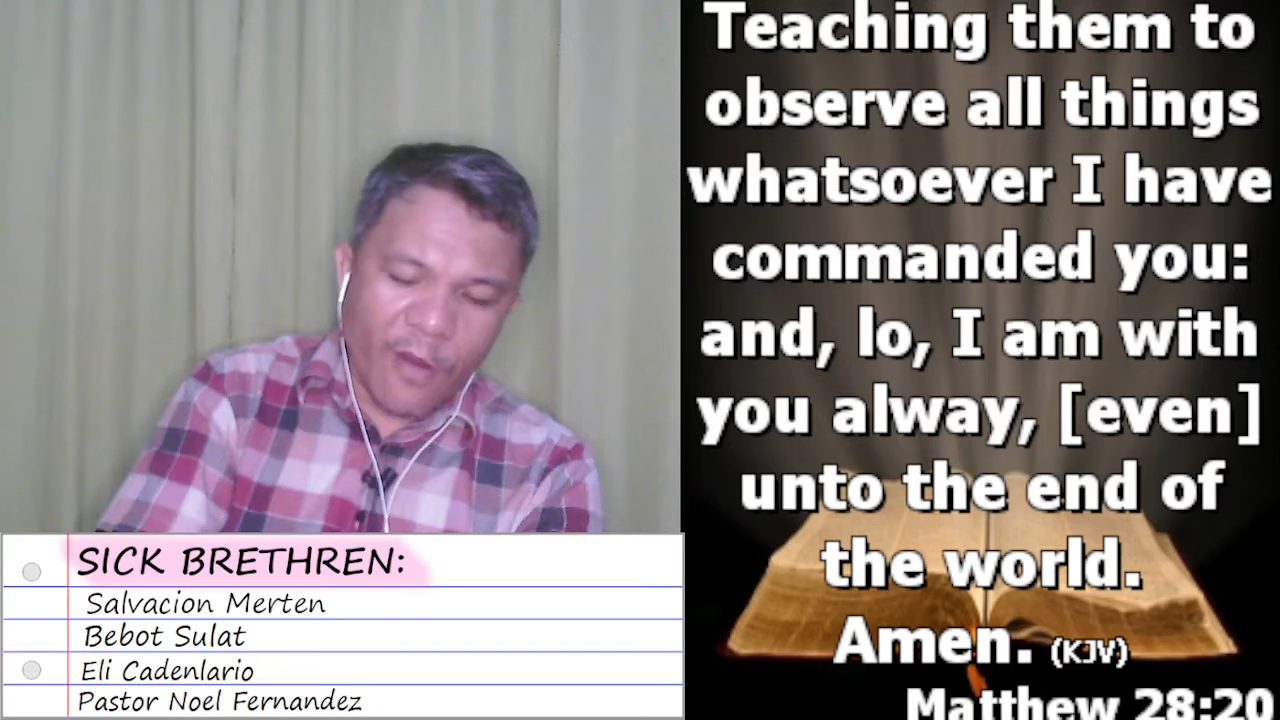 SICK BRETHREN:
Salvacion Merten
Bebot Sulat
Eli Cadenlario
Pastor Noel Fernandez
Teaching them to
observe all things
whatsoever I have
commanded you:
and, lo, I am with
you alway, [even]
unto the end of
the world.
Amen. (KJV)
Matthew 28:20